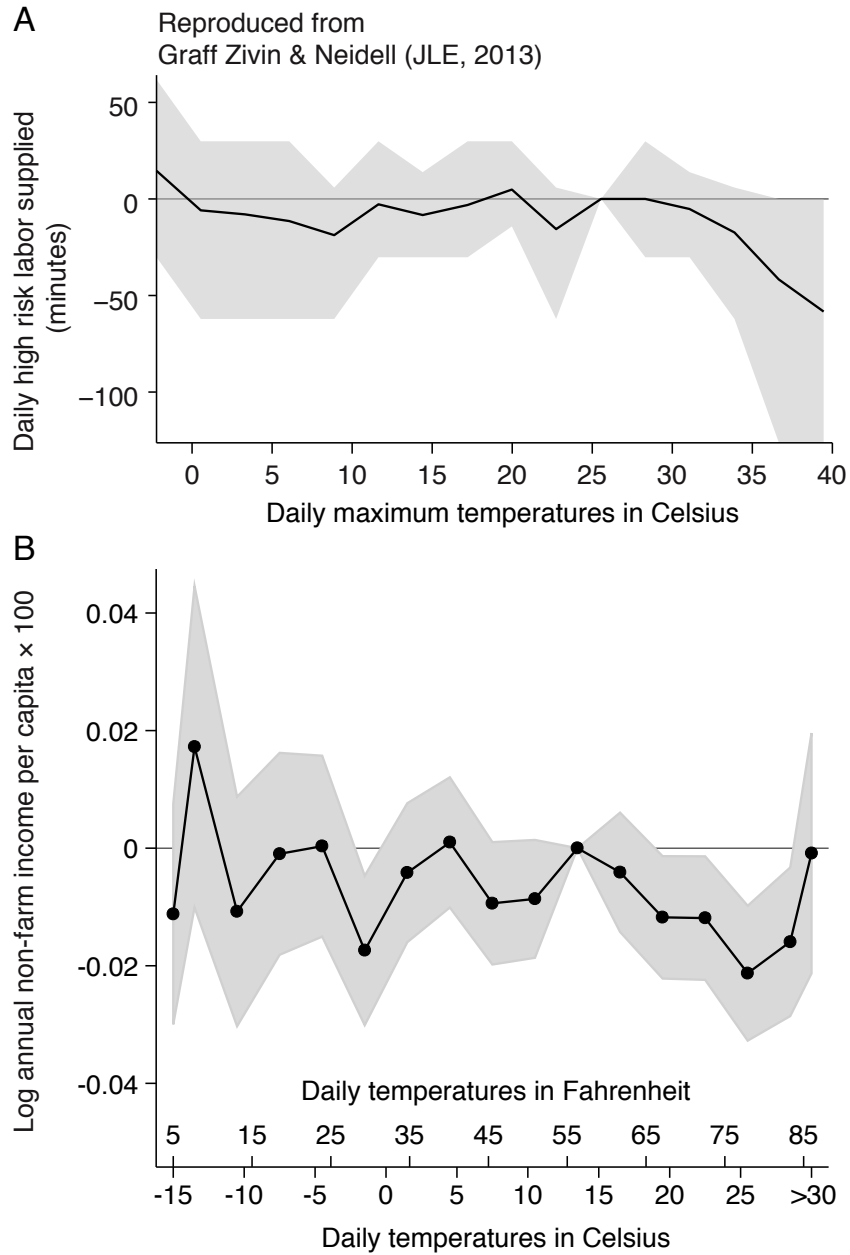 A
Reproduced from
Graff Zivin & Neidell (JLE, 2013)
Daily high risk labor supplied
(minutes)
50
0
−50
−100
0 5 10 15 20 25 30 35 40
Daily maximum temperatures in Celsius
B
Log annual non-farm income per capita × 100
0.04
0.02
0
-0.02
-0.04
Daily temperatures in Fahrenheit
5 15 25 35 45 55 65 75 85
-15 -10 -5 0 5 10 15 20 25 >30
Daily temperatures in Celsius